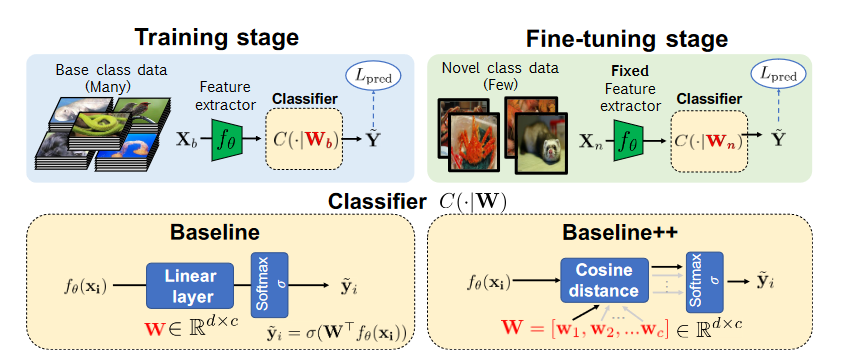 Training stage
Base class data
(Many)
Feature
extractor
Classifier
L_pred
X_b
f_θ
C(·|W_b)
Ỹ
Fine-tuning stage
Novel class data
(Few)
Fixed
Feature
extractor
Classifier
L_pred
X_n
f_θ
C(·|W_n)
Ỹ
Classifier C(·|W)
Baseline
f_θ(x_i)
Linear
layer
Softmax
σ
ỹ_i
W ∈ ℝ^{d×c}
ỹ_i = σ(W^⊤ f_θ(x_i))
Baseline++
f_θ(x_i)
Cosine
distance
...
Softmax
σ
ỹ_i
...
W = [w_1, w_2, ...w_c] ∈ ℝ^{d×c}